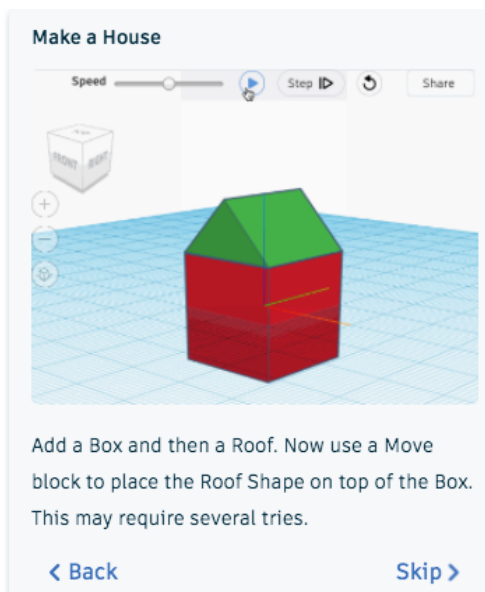 Make a House
Speed Step Share
FRONT RIGHT
Add a Box and then a Roof. Now use a Move
block to place the Roof Shape on top of the Box.
This may require several tries.
Back Skip